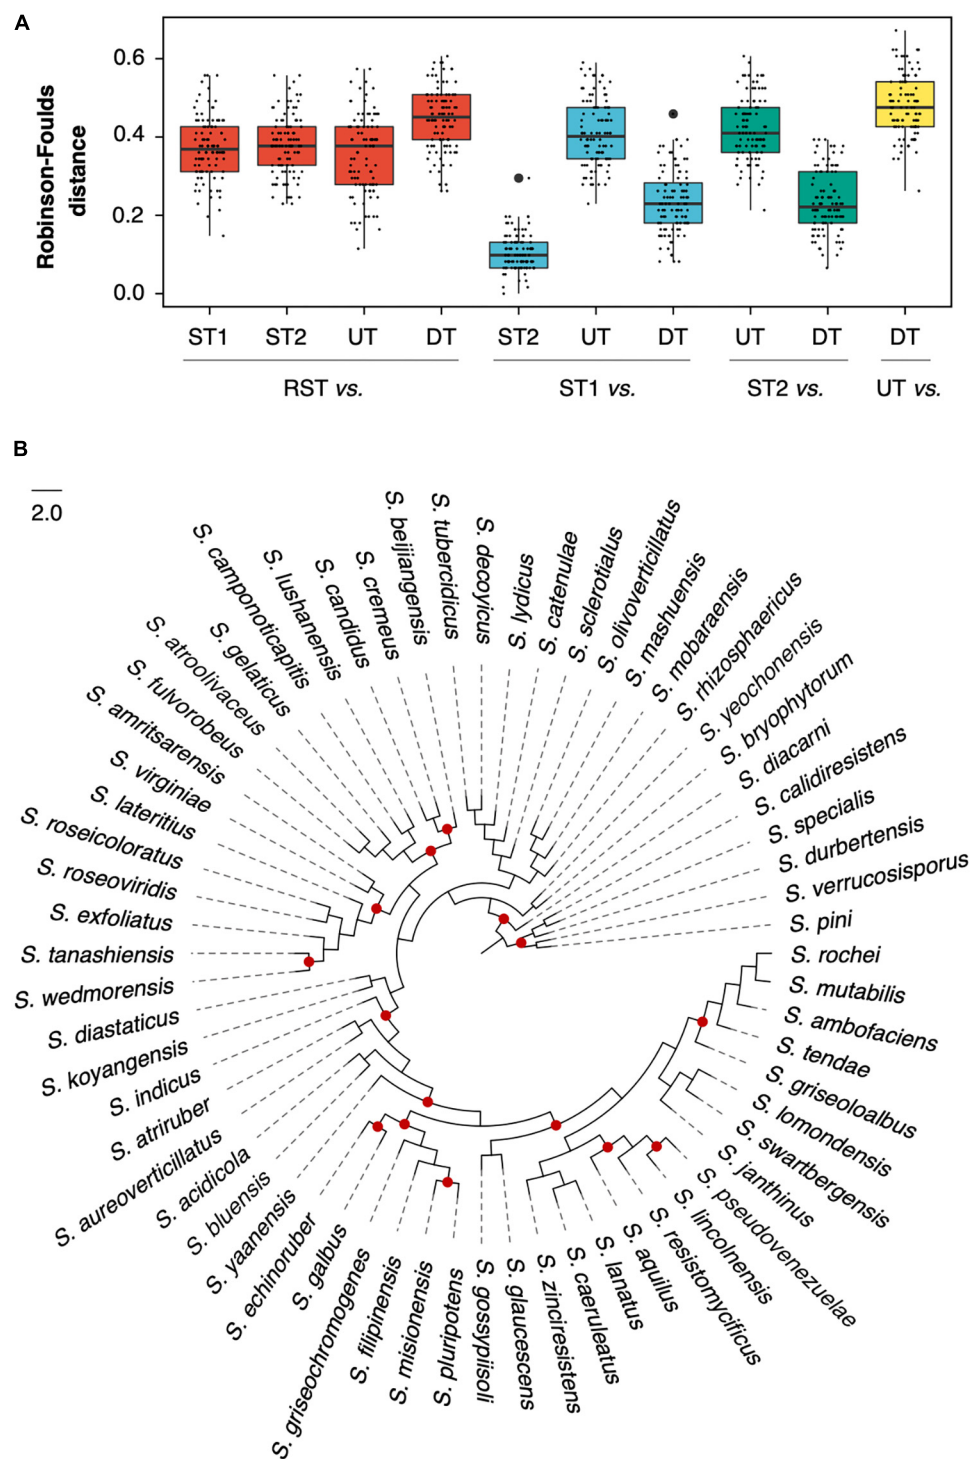 A
Robinson-Foulds
distance
0.6
0.4
0.2
0.0
ST1 ST2 UT DT ST2 UT DT UT DT DT
RST vs. ST1 vs. ST2 vs. UT vs.
B
2.0
S. pini
S. verrucosisporus
S. durbertensis
S. specialis
S. calidiresistens
S. diacarni
S. bryophytorum
S. yeochonensis
S. rhizosphaericus
S. mobaraensis
S. mashuensis
S. olivoverticillatus
S. sclerotialus
S. catenulae
S. lydicus
S. decoyicus
S. tubercidicus
S. beijiangensis
S. cremeus
S. candidus
S. lushanensis
S. camponoticapitis
S. gelaticus
S. atroolivaceus
S. fulvorobeus
S. amritsarensis
S. virginiae
S. lateritius
S. roseicoloratus
S. roseoviridis
S. exfoliatus
S. tanashiensis
S. wedmorensis
S. diastaticus
S. koyangensis
S. indicus
S. atriruber
S. aureoverticillatus
S. acidicola
S. bluensis
S. yaanensis
S. echinoruber
S. galbus
S. griseochromogenes
S. filipinensis
S. misionensis
S. pluripotens
S. gossypiisoli
S. glaucescens
S. zinciresistens
S. caeruleatus
S. lanatus
S. aquilus
S. resistomycificus
S. lincolnensis
S. pseudovenezuelae
S. janthinus
S. swartbergensis
S. lomondensis
S. griseoloalbus
S. tendae
S. ambofaciens
S. mutabilis
S. rochei